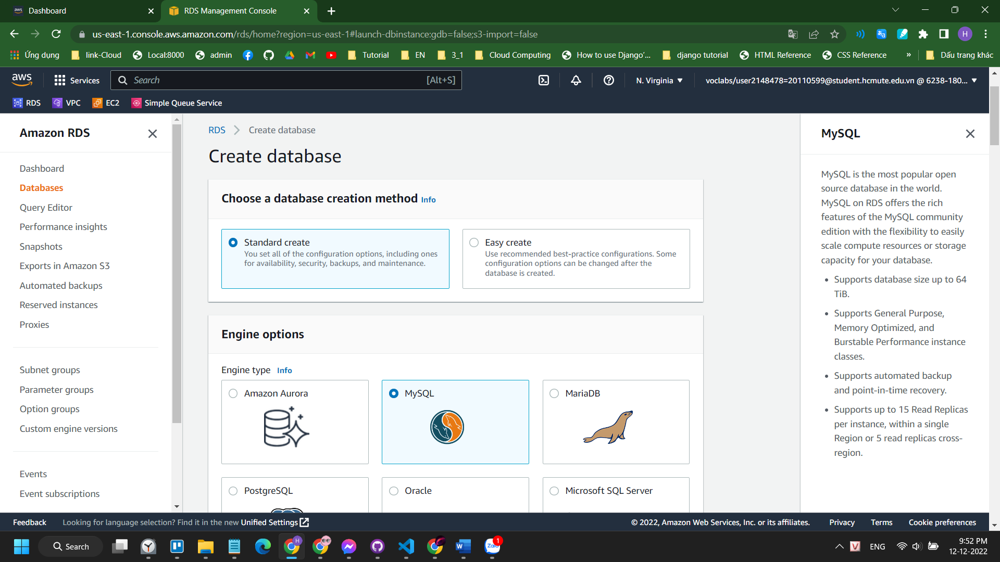 aws Dashboard
RDS Management Console
us-east-1.console.aws.amazon.com/rds/home?region=us-east-1#launch-dbinstance:gdb=false;s3-import=false
H
Ứng dụng link-Cloud Local:8000 admin Tutorial EN 3_1 Cloud Computing How to use Django'... django tutorial HTML Reference CSS Reference » Dấu trang khác
aws Services Search [Alt+S] N. Virginia voclabs/user2148478=20110599@student.hcmute.edu.vn @ 6238-180...
RDS VPC EC2 Simple Queue Service
Amazon RDS
Dashboard
Databases
Query Editor
Performance insights
Snapshots
Exports in Amazon S3
Automated backups
Reserved instances
Proxies
Subnet groups
Parameter groups
Option groups
Custom engine versions
Events
Event subscriptions
RDS Create database
Create database
Choose a database creation method Info
Standard create
You set all of the configuration options, including ones
for availability, security, backups, and maintenance.
Easy create
Use recommended best-practice configurations. Some
configuration options can be changed after the
database is created.
Engine options
Engine type Info
Amazon Aurora
MySQL
MariaDB
PostgreSQL
Oracle
Microsoft SQL Server
MySQL
MySQL is the most popular open
source database in the world.
MySQL on RDS offers the rich
features of the MySQL community
edition with the flexibility to easily
scale compute resources or storage
capacity for your database.
• Supports database size up to 64
TiB.
• Supports General Purpose,
Memory Optimized, and
Burstable Performance instance
classes.
• Supports automated backup
and point-in-time recovery.
• Supports up to 15 Read Replicas
per instance, within a single
Region or 5 read replicas cross-
region.
Feedback Looking for language selection? Find it in the new Unified Settings © 2022, Amazon Web Services, Inc. or its affiliates. Privacy Terms Cookie preferences
Search H W Zalo 1 V ENG 9:52 PM
12-12-2022